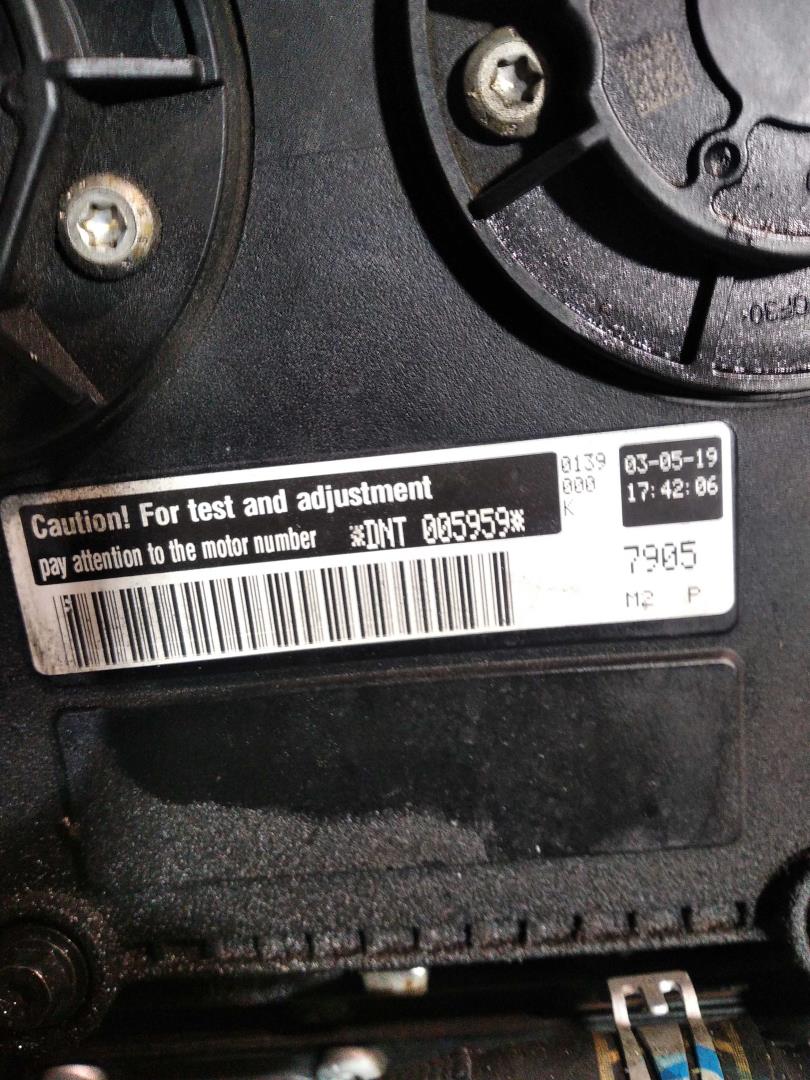 Caution! For test and adjustment
pay attention to the motor number *DNT 005959*
0139
000
K
03-05-19
17:42:06
7905
M2 P